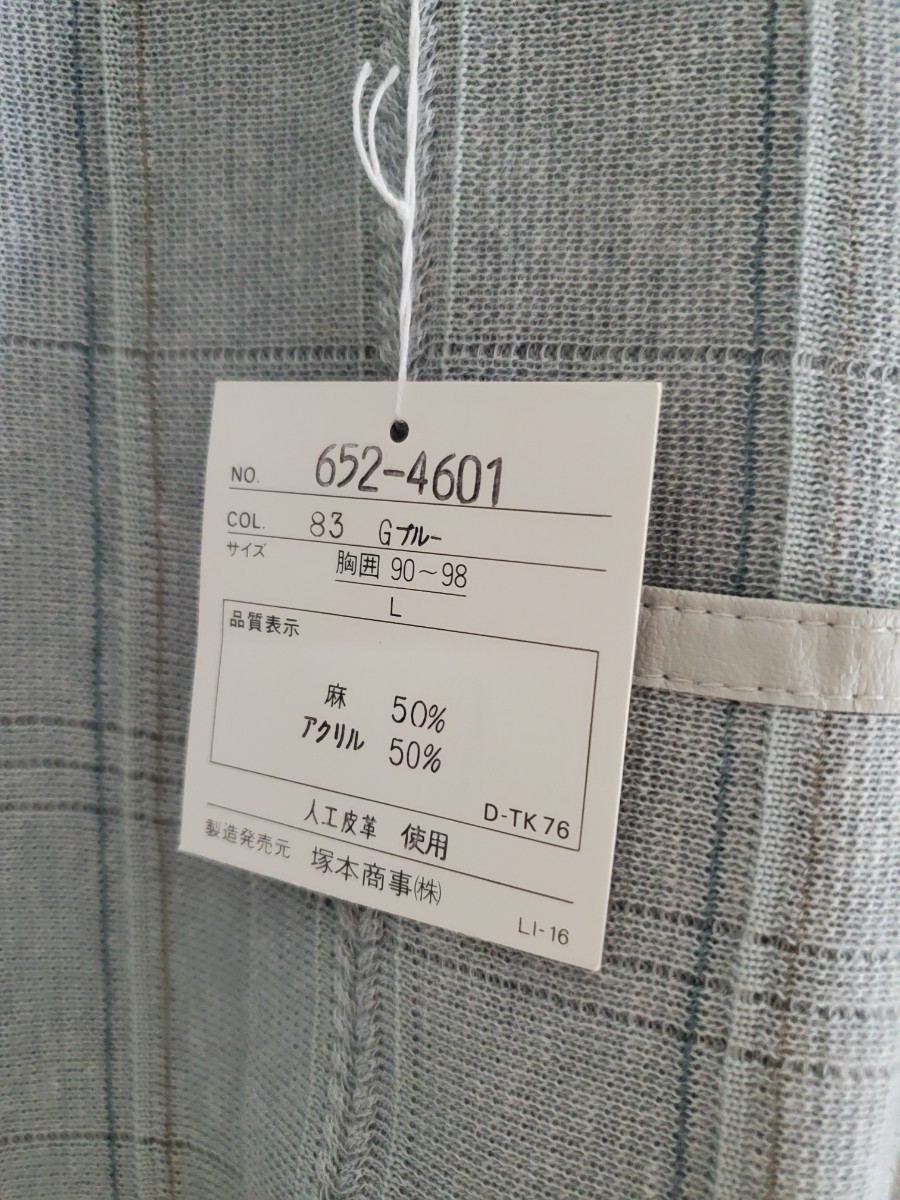 NO. 652-4601
COL. 83 Gブルー
サイズ 胸囲 90～98
L
品質表示
麻 50%
アクリル 50%
D-TK76
人工皮革 使用
製造発売元 塚本商事㈱
LI-16